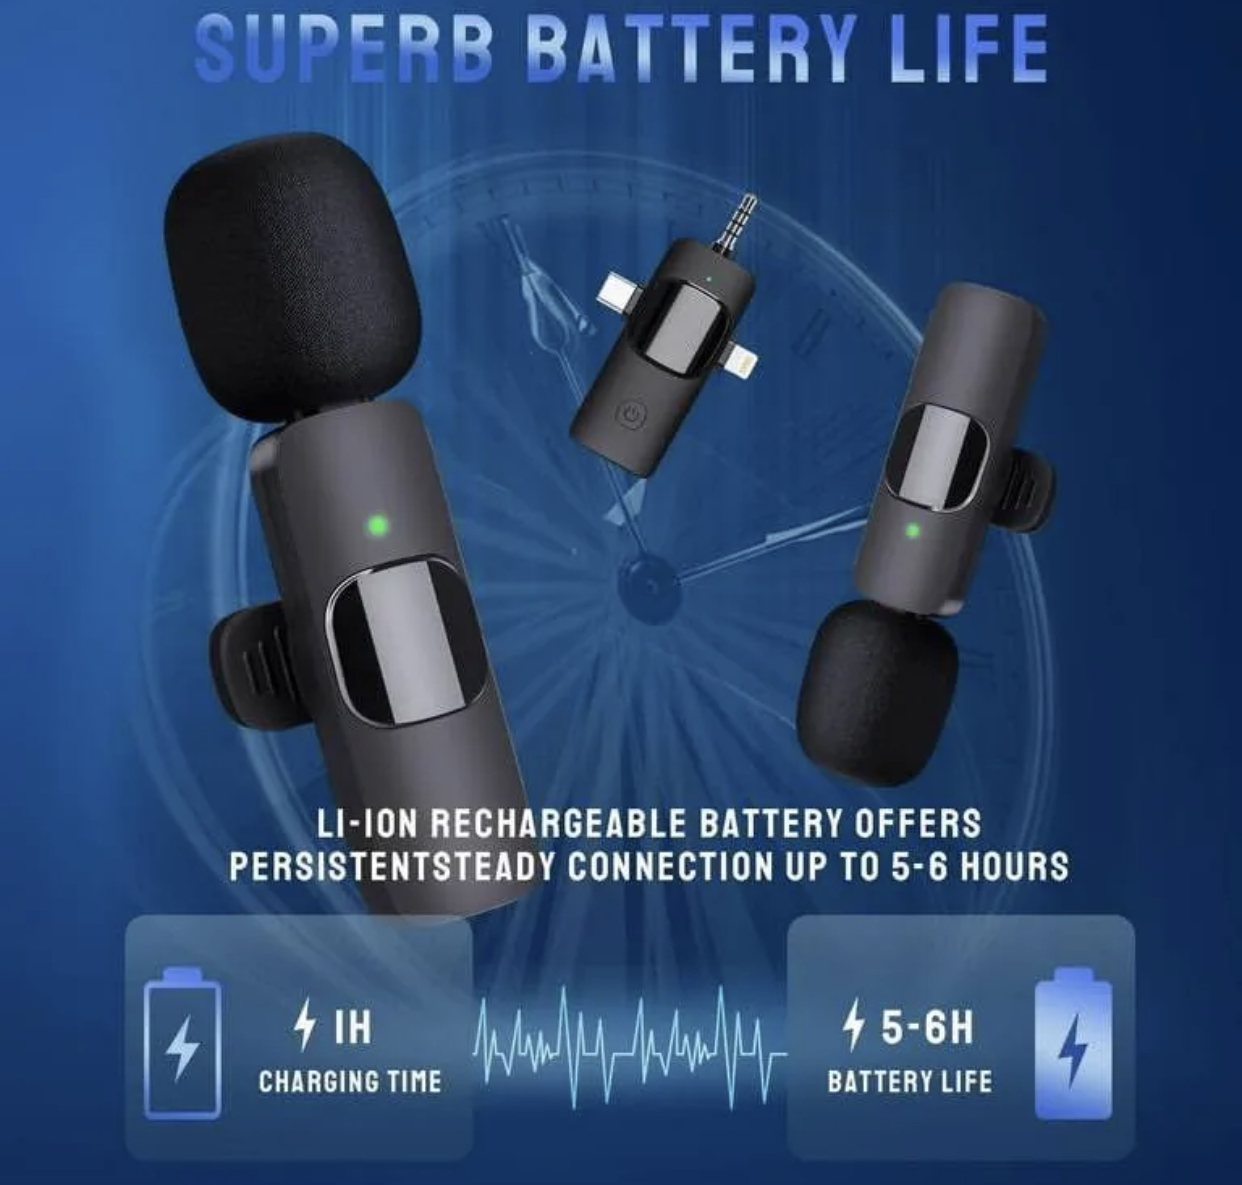 SUPERB BATTERY LIFE
LI-ION RECHARGEABLE BATTERY OFFERS
PERSISTENTSTEADY CONNECTION UP TO 5-6 HOURS
1H
CHARGING TIME
5-6H
BATTERY LIFE